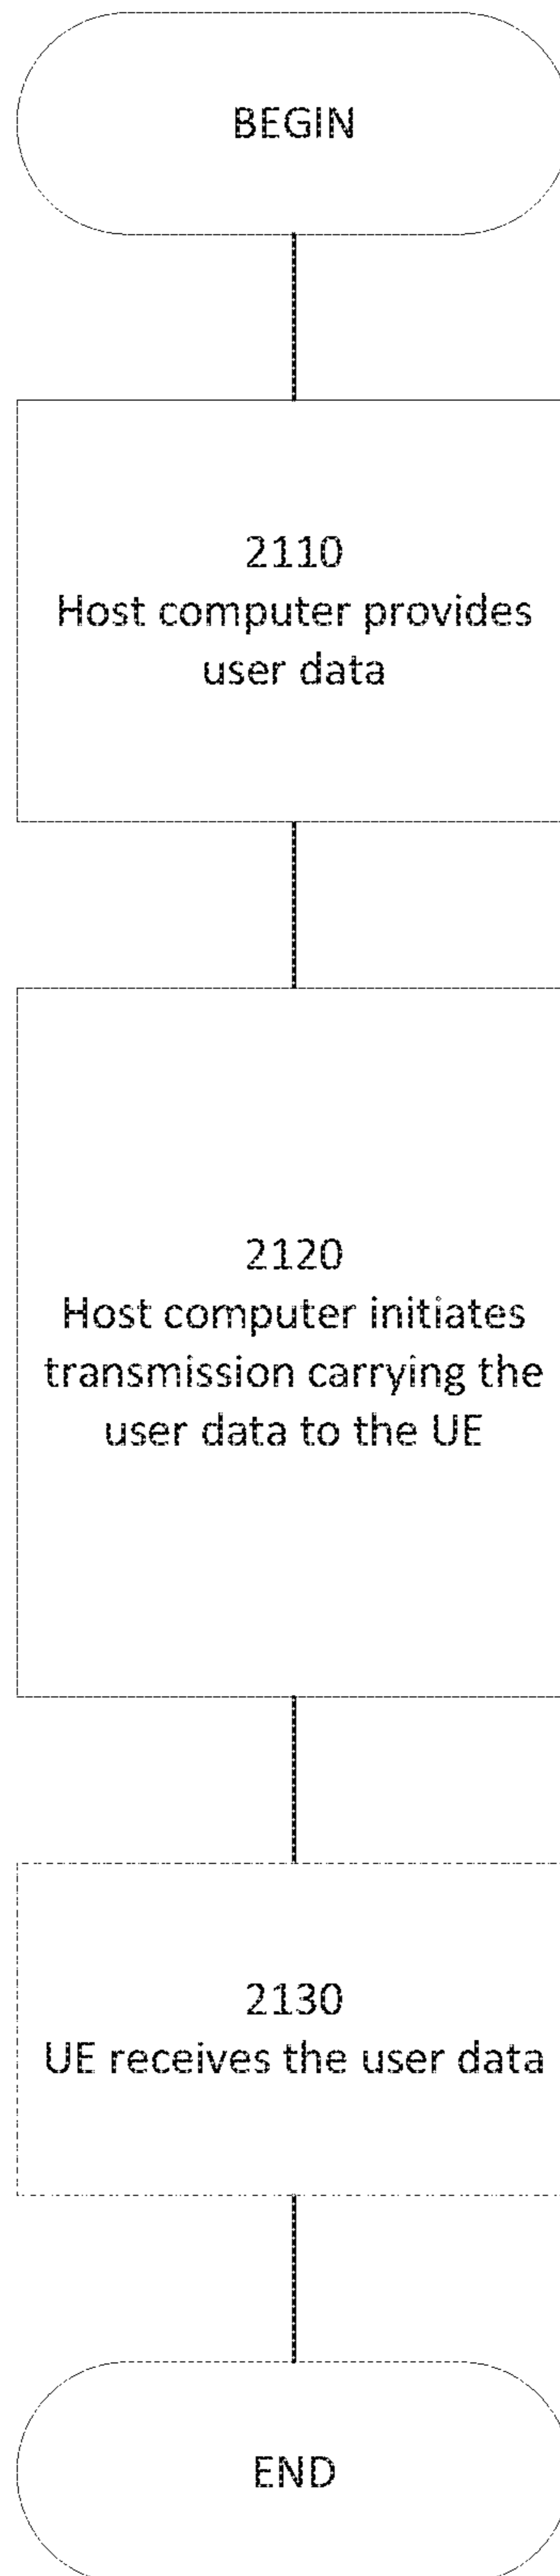 BEGIN
2110
Host computer provides
user data
2120
Host computer initiates
transmission carrying the
user data to the UE
2130
UE receives the user data
END